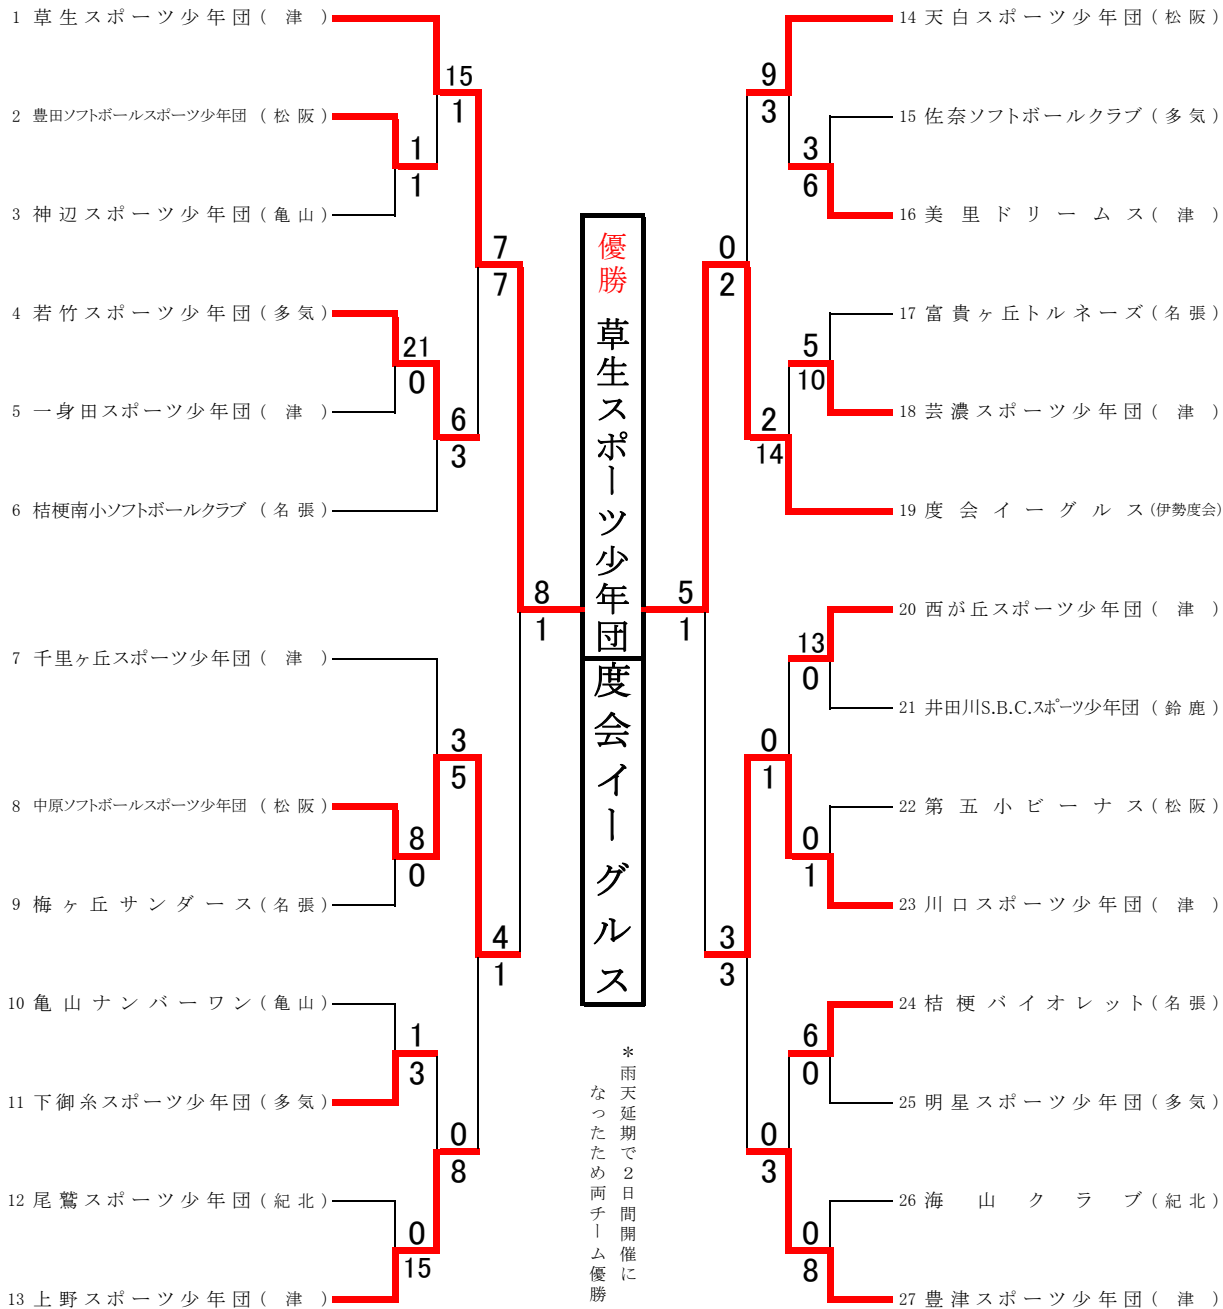 1 草生スポーツ少年団(津)
2 豊田ソフトボールスポーツ少年団(松阪)
3 神辺スポーツ少年団(亀山)
4 若竹スポーツ少年団(多気)
5 一身田スポーツ少年団(津)
6 桔梗南小ソフトボールクラブ(名張)
7 千里ヶ丘スポーツ少年団(津)
8 中原ソフトボールスポーツ少年団(松阪)
9 梅ヶ丘サンダース(名張)
10 亀山ナンバーワン(亀山)
11 下御糸スポーツ少年団(多気)
12 尾鷲スポーツ少年団(紀北)
13 上野スポーツ少年団(津)
15
1
1
1
7
7
21
0
6
3
8
1
3
5
8
0
4
1
1
3
0
8
0
15
優勝 草生スポーツ少年団
度会イーグルス
*雨天延期で2日間開催に
なったため両チーム優勝
9
3
3
6
0
2
5
10
2
14
5
1
13
0
0
1
0
1
3
3
6
0
0
3
0
8
14 天白スポーツ少年団(松阪)
15 佐奈ソフトボールクラブ(多気)
16 美里ドリームス(津)
17 富貴ヶ丘トルネーズ(名張)
18 芸濃スポーツ少年団(津)
19 度会イーグルス(伊勢度会)
20 西が丘スポーツ少年団(津)
21 井田川S.B.C.スポーツ少年団(鈴鹿)
22 第五小ビーナス(松阪)
23 川口スポーツ少年団(津)
24 桔梗バイオレット(名張)
25 明星スポーツ少年団(多気)
26 海山クラブ(紀北)
27 豊津スポーツ少年団(津)